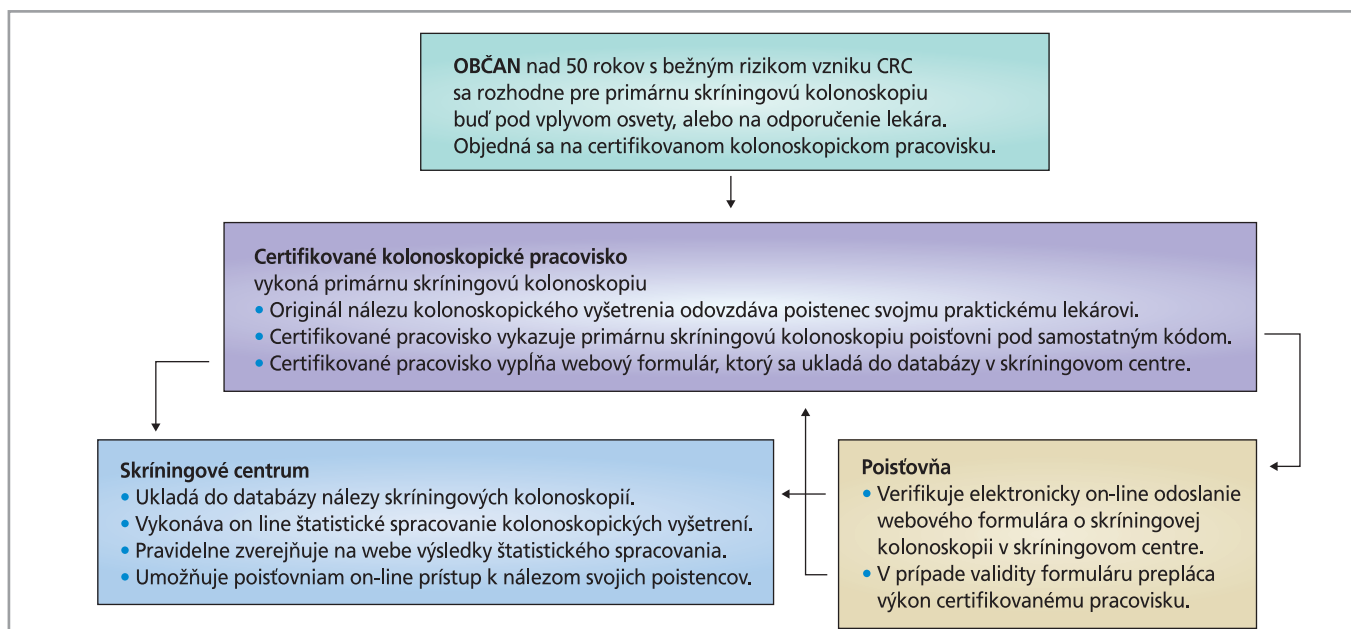 OBČAN nad 50 rokov s bežným rizikom vzniku CRC
sa rozhodne pre primárnu skríningovú kolonoskopiu
buď pod vplyvom osvety, alebo na odporučenie lekára.
Objedná sa na certifikovanom kolonoskopickom pracovisku.
Certifikované kolonoskopické pracovisko
vykoná primárnu skríningovú kolonoskopiu
• Originál nálezu kolonoskopického vyšetrenia odovzdáva poistenec svojmu praktickému lekárovi.
• Certifikované pracovisko vykazuje primárnu skríningovú kolonoskopiu poisťovni pod samostatným kódom.
• Certifikované pracovisko vypĺňa webový formulár, ktorý sa ukladá do databázy v skríningovom centre.
Skríningové centrum
• Ukladá do databázy nálezy skríningových kolonoskopií.
• Vykonáva on line štatistické spracovanie kolonoskopických vyšetrení.
• Pravidelne zverejňuje na webe výsledky štatistického spracovania.
• Umožňuje poisťovniam on-line prístup k nálezom svojich poistencov.
Poisťovňa
• Verifikuje elektronicky on-line odoslanie
webového formulára o skríningovej
kolonoskopii v skríningovom centre.
• V prípade validity formuláru prepláca
výkon certifikovanému pracovisku.